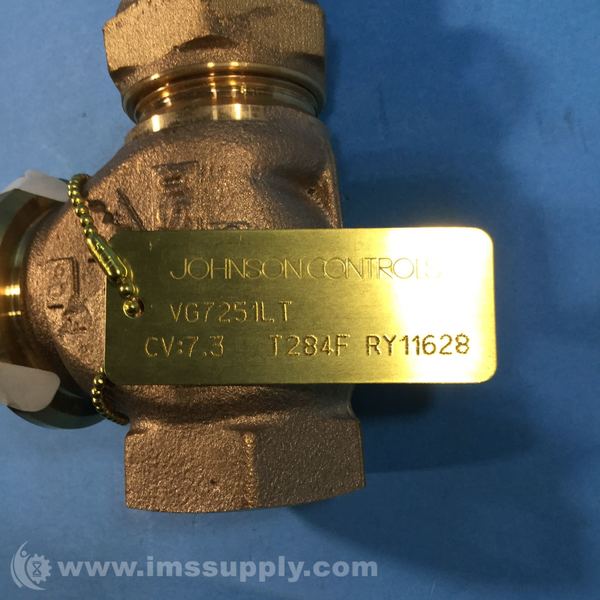 JOHNSON CONTROLS
VG7251LT
CV:7.3 T284F RY11628
www.imssupply.com